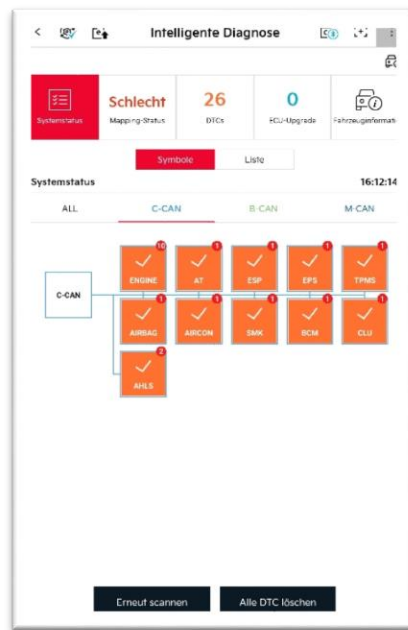 Intelligente Diagnose
Schlecht 26 0
Systemstatus Mapping-Status DTCs ECU-Upgrade Fahrzeuginformati
Symbole Liste
Systemstatus 16:12:14
ALL C-CAN B-CAN M-CAN
10 1 1 1 1
ENGINE AT ESP EPS TPMS
C-CAN
1 1 1 1 1
AIRBAG AIRCON SMK BCM CLU
2
AHLS
Erneut scannen Alle DTC löschen